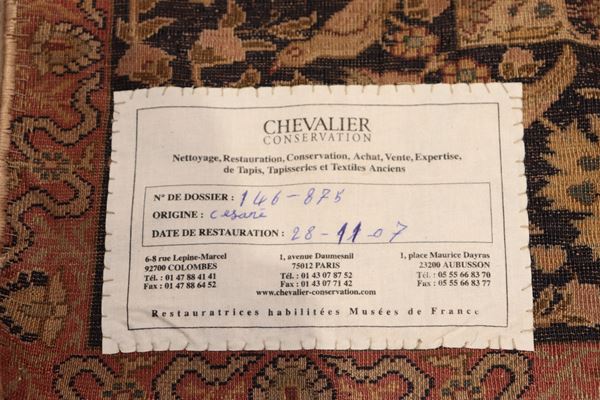 CHEVALIER
CONSERVATION
Nettoyage, Restauration, Conservation, Achat, Vente, Expertise,
de Tapis, Tapisseries et Textiles Anciens
N° DE DOSSIER : 146-875
ORIGINE : Césaré
DATE DE RESTAURATION : 28-11-07
6-8 rue Lepine-Marcel
92700 COLOMBES
Tél. : 01 47 88 41 41
Fax : 01 47 88 64 52
1, avenue Daumesnil
75012 PARIS
Tél. : 01 43 07 87 52
Fax : 01 43 07 71 42
1, place Maurice Dayras
23200 AUBUSSON
Tél. : 05 55 66 83 70
Fax : 05 55 66 83 77
www.chevalier-conservation.com
Restauratrices habilitées Musées de France